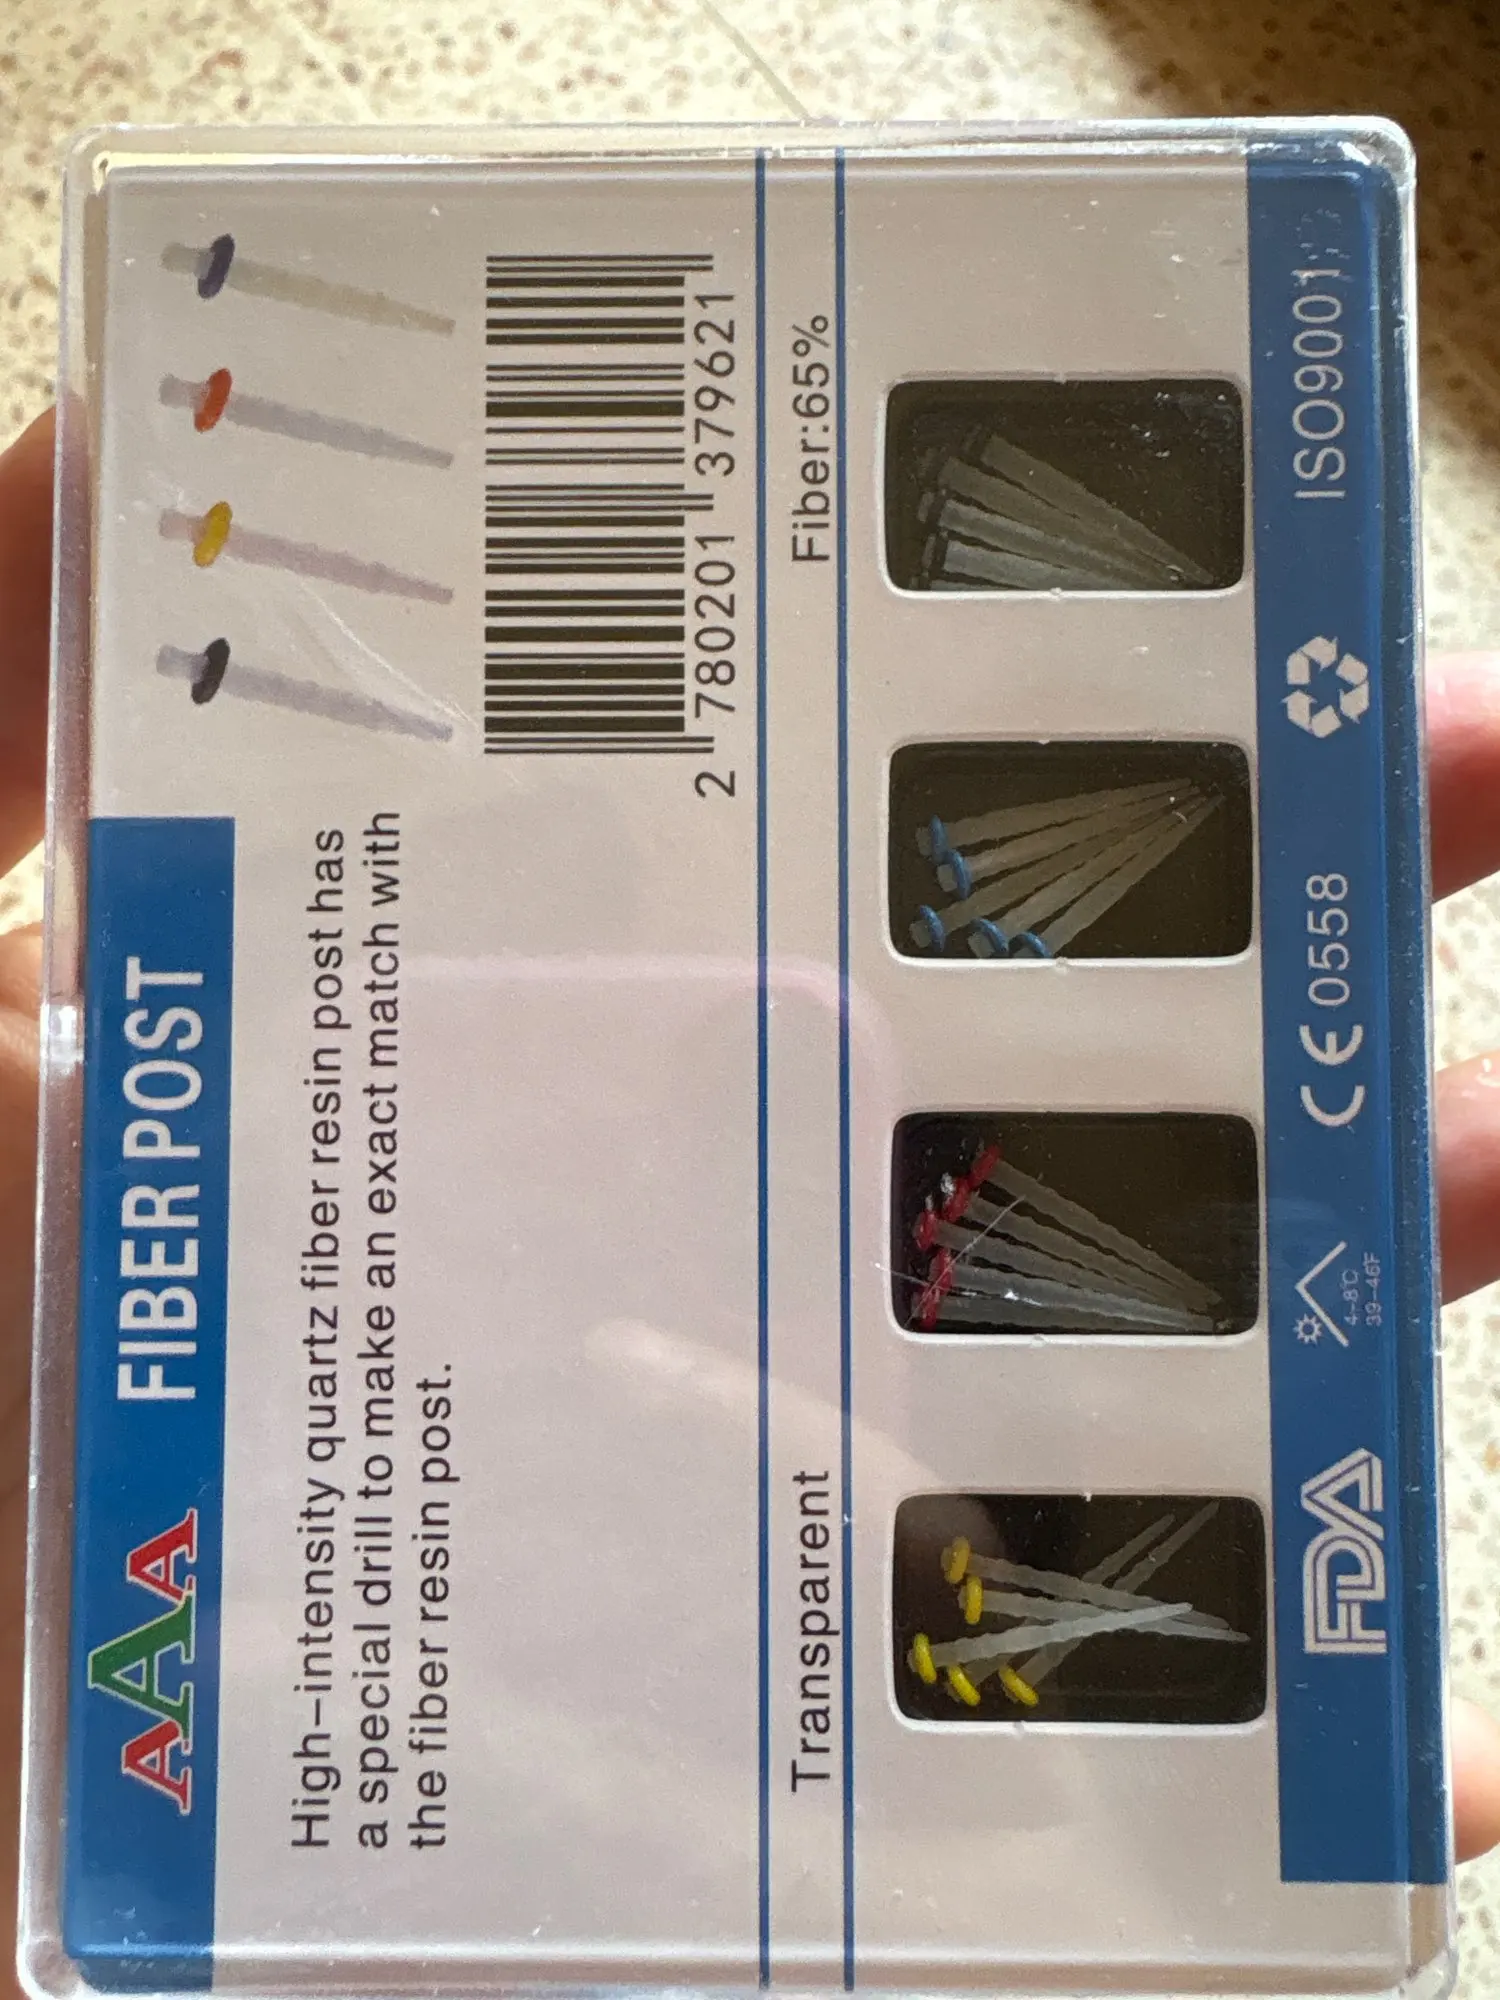 AAA FIBER POST
High-intensity quartz fiber resin post has
a special drill to make an exact match with
the fiber resin post.
2 780201 379621
Transparent
Fiber:65%
FDA
4-8℃
39-46F
CE 0558
ISO9001